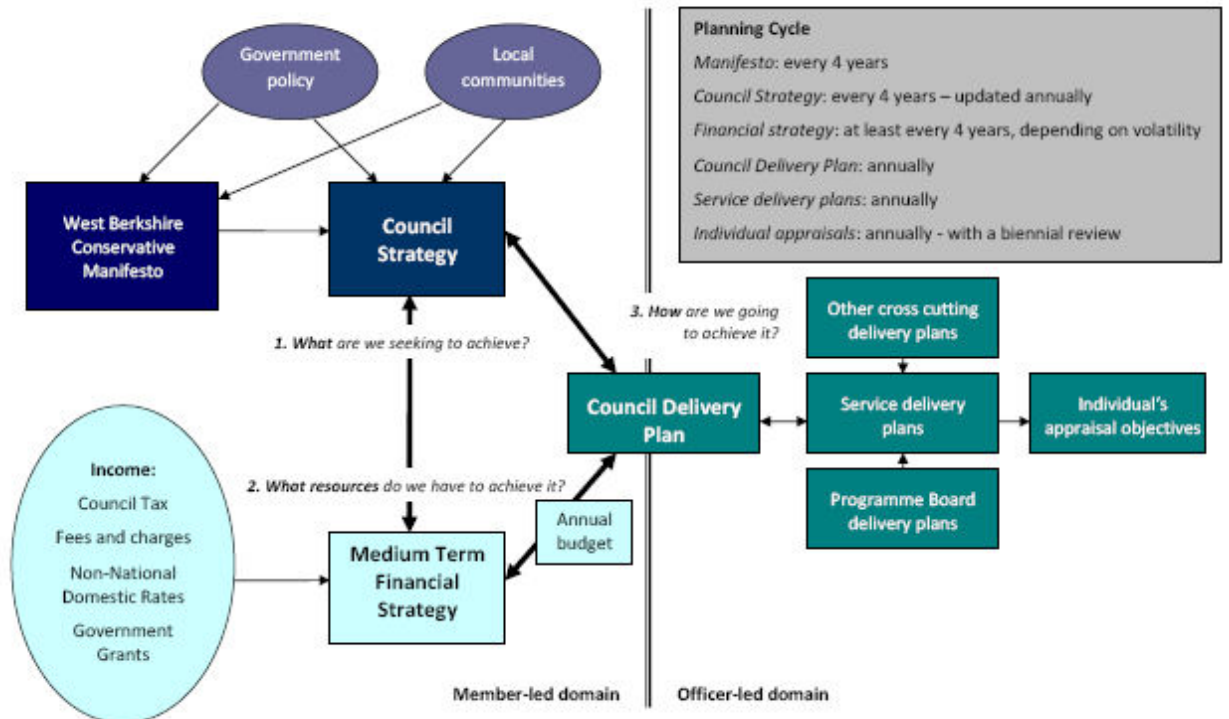 Government
policy
Local
communities
Planning Cycle
Manifesto: every 4 years
Council Strategy: every 4 years – updated annually
Financial strategy: at least every 4 years, depending on volatility
Council Delivery Plan: annually
Service delivery plans: annually
Individual appraisals: annually - with a biennial review
West Berkshire
Conservative
Manifesto
Council
Strategy
1. What are we seeking to achieve?
3. How are we going
to achieve it?
Other cross cutting
delivery plans
Council Delivery
Plan
Service delivery
plans
Individual's
appraisal objectives
Programme Board
delivery plans
Income:
Council Tax
Fees and charges
Non-National
Domestic Rates
Government
Grants
2. What resources do we have to achieve it?
Annual
budget
Medium Term
Financial
Strategy
Member-led domain
Officer-led domain